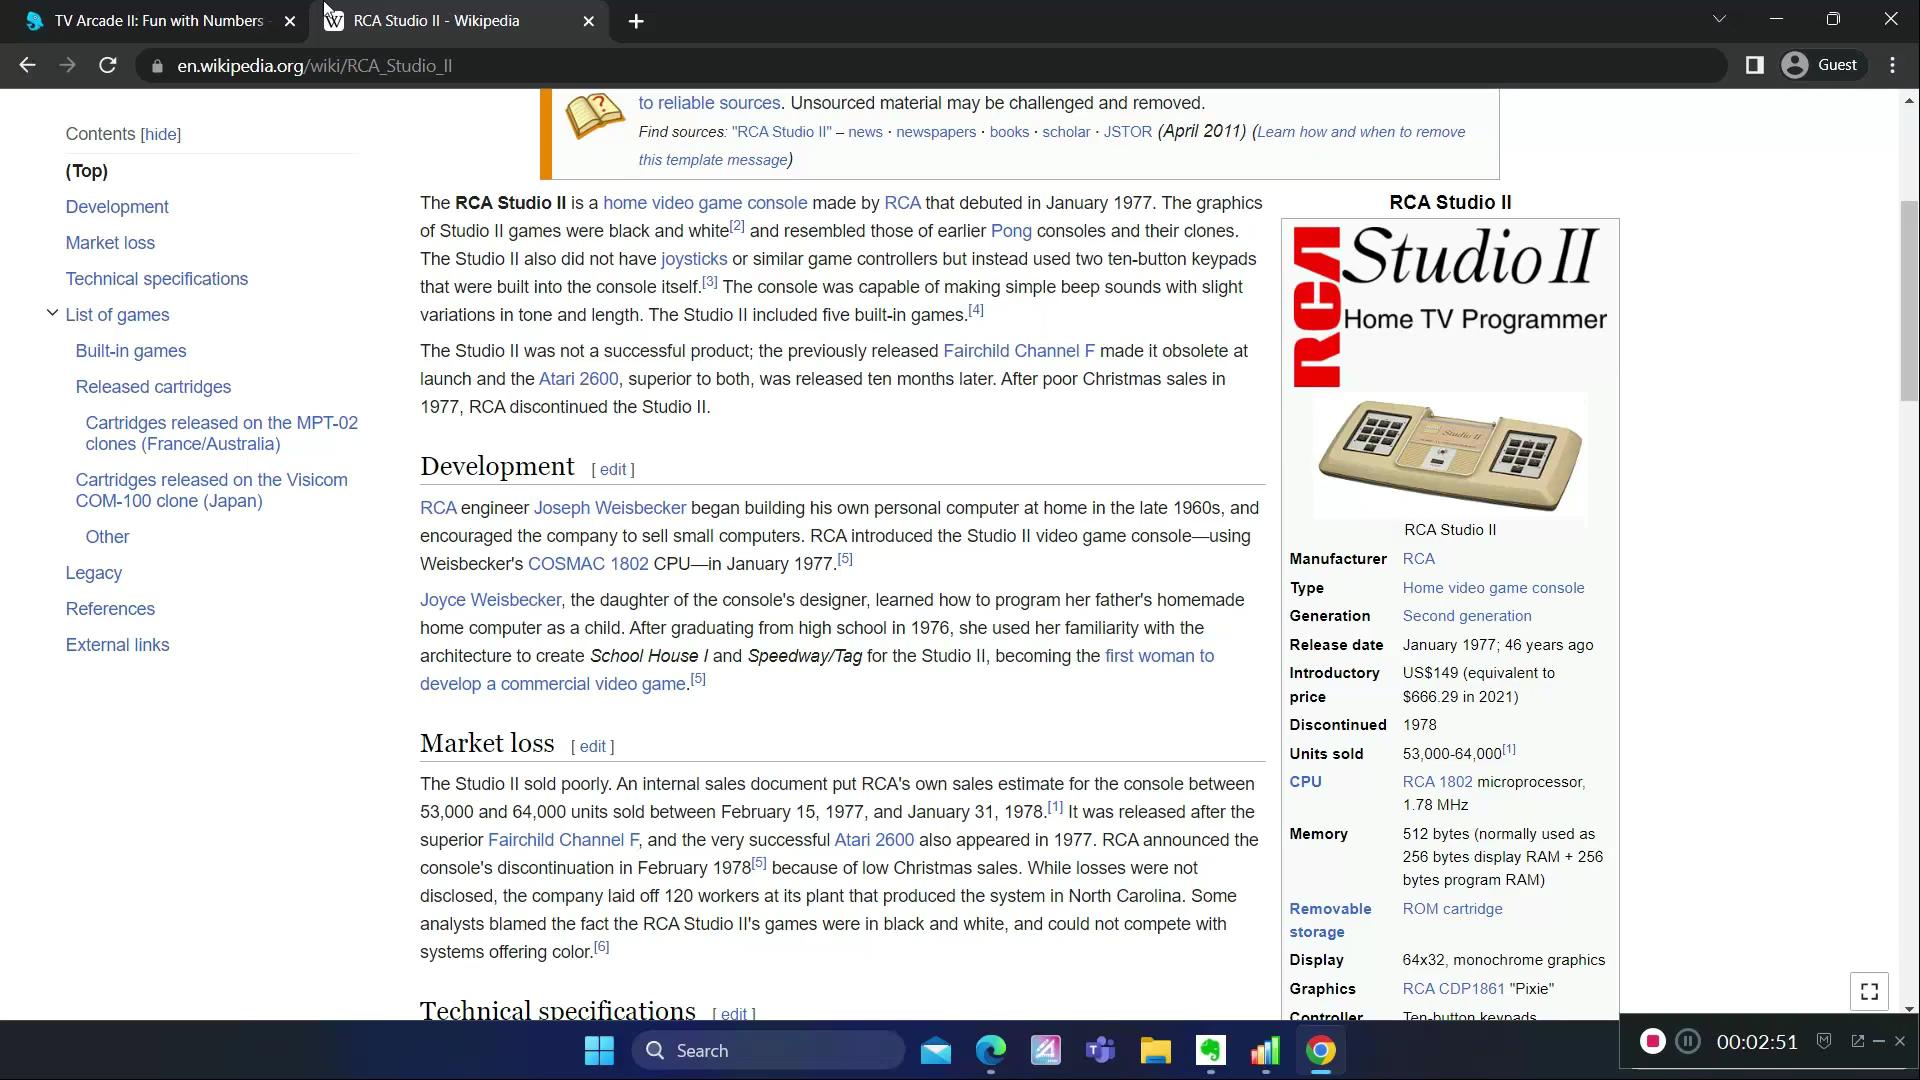 TV Arcade II: Fun with Numbers
RCA Studio II - Wikipedia
en.wikipedia.org/wiki/RCA_Studio_II
Guest
Contents [hide]
(Top)
Development
Market loss
Technical specifications
List of games
Built-in games
Released cartridges
Cartridges released on the MPT-02
clones (France/Australia)
Cartridges released on the Visicom
COM-100 clone (Japan)
Other
Legacy
References
External links
to reliable sources. Unsourced material may be challenged and removed.
Find sources: "RCA Studio II" – news · newspapers · books · scholar · JSTOR (April 2011) (Learn how and when to remove
this template message)
The RCA Studio II is a home video game console made by RCA that debuted in January 1977. The graphics
of Studio II games were black and white[2] and resembled those of earlier Pong consoles and their clones.
The Studio II also did not have joysticks or similar game controllers but instead used two ten-button keypads
that were built into the console itself.[3] The console was capable of making simple beep sounds with slight
variations in tone and length. The Studio II included five built-in games.[4]
The Studio II was not a successful product; the previously released Fairchild Channel F made it obsolete at
launch and the Atari 2600, superior to both, was released ten months later. After poor Christmas sales in
1977, RCA discontinued the Studio II.
Development [ edit ]
RCA engineer Joseph Weisbecker began building his own personal computer at home in the late 1960s, and
encouraged the company to sell small computers. RCA introduced the Studio II video game console—using
Weisbecker's COSMAC 1802 CPU—in January 1977.[5]
Joyce Weisbecker, the daughter of the console's designer, learned how to program her father's homemade
home computer as a child. After graduating from high school in 1976, she used her familiarity with the
architecture to create School House I and Speedway/Tag for the Studio II, becoming the first woman to
develop a commercial video game.[5]
Market loss [ edit ]
The Studio II sold poorly. An internal sales document put RCA's own sales estimate for the console between
53,000 and 64,000 units sold between February 15, 1977, and January 31, 1978.[1] It was released after the
superior Fairchild Channel F, and the very successful Atari 2600 also appeared in 1977. RCA announced the
console's discontinuation in February 1978[5] because of low Christmas sales. While losses were not
disclosed, the company laid off 120 workers at its plant that produced the system in North Carolina. Some
analysts blamed the fact the RCA Studio II's games were in black and white, and could not compete with
systems offering color.[6]
Technical specifications [ edit ]
RCA Studio II
RCA
Studio II
Home TV Programmer
Studio II
RCA Studio II
Manufacturer RCA
Type Home video game console
Generation Second generation
Release date January 1977; 46 years ago
Introductory US$149 (equivalent to
price $666.29 in 2021)
Discontinued 1978
Units sold 53,000-64,000[1]
CPU RCA 1802 microprocessor,
1.78 MHz
Memory 512 bytes (normally used as
256 bytes display RAM + 256
bytes program RAM)
Removable ROM cartridge
storage
Display 64x32, monochrome graphics
Graphics RCA CDP1861 "Pixie"
Controller Ten-button keypads
Search
00:02:51